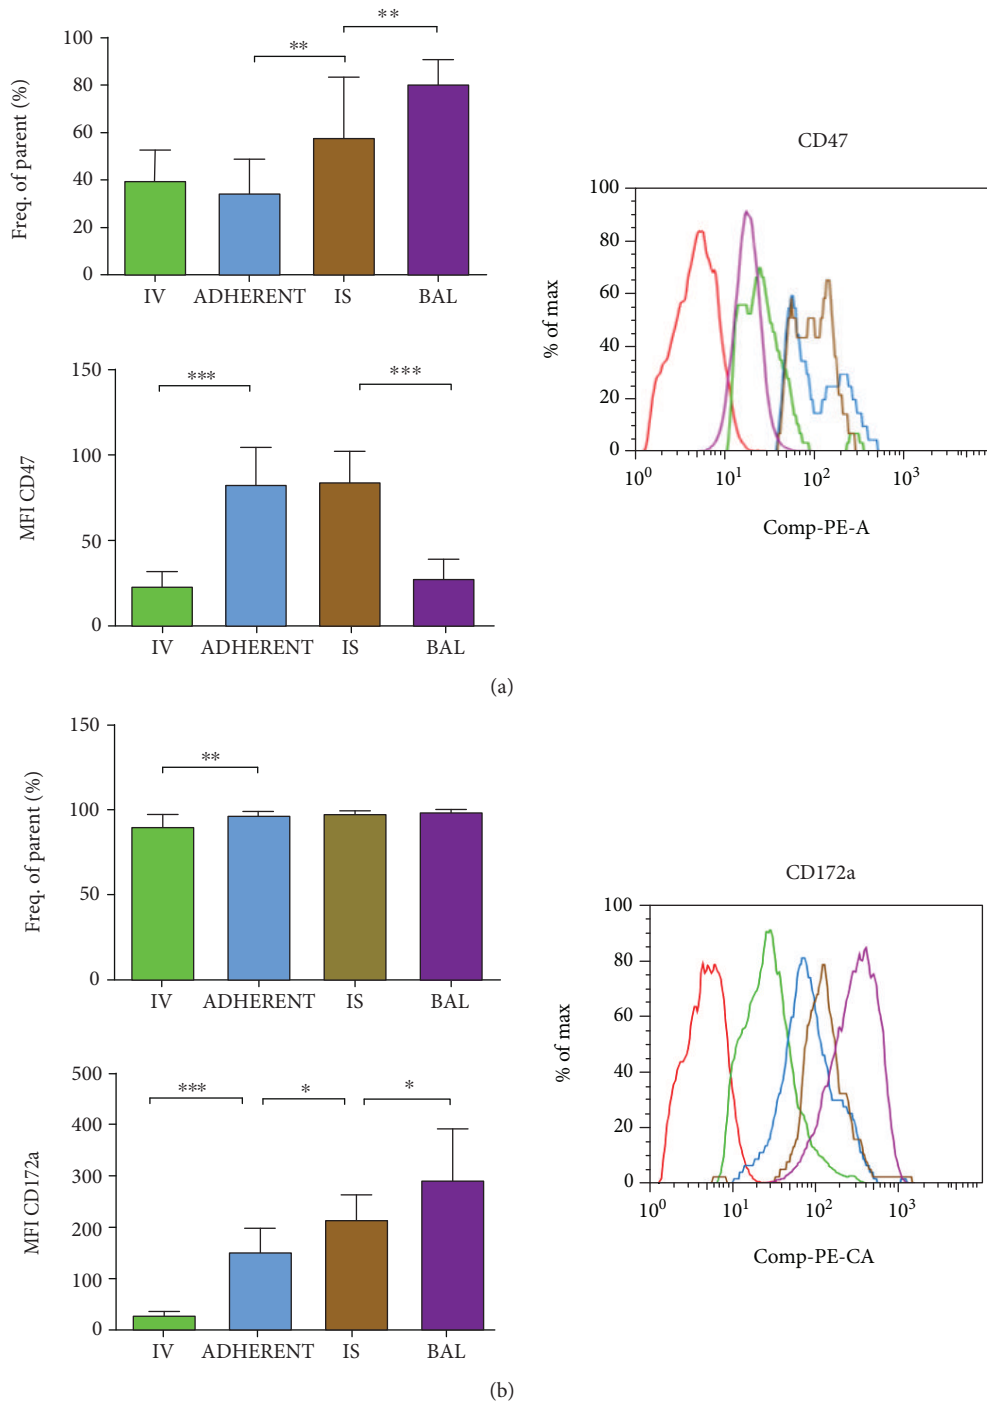 **
**
100
80
60
40
20
0
Freq. of parent (%)
IV ADHERENT IS BAL
***
***
150
100
50
0
MFI CD47
IV ADHERENT IS BAL
CD47
100
80
60
40
20
0
% of max
10^0 10^1 10^2 10^3
Comp-PE-A
(a)
**
150
100
50
0
Freq. of parent (%)
IV ADHERENT IS BAL
*** * *
500
400
300
200
100
0
MFI CD172a
IV ADHERENT IS BAL
CD172a
100
80
60
40
20
0
% of max
10^0 10^1 10^2 10^3
Comp-PE-CA
(b)